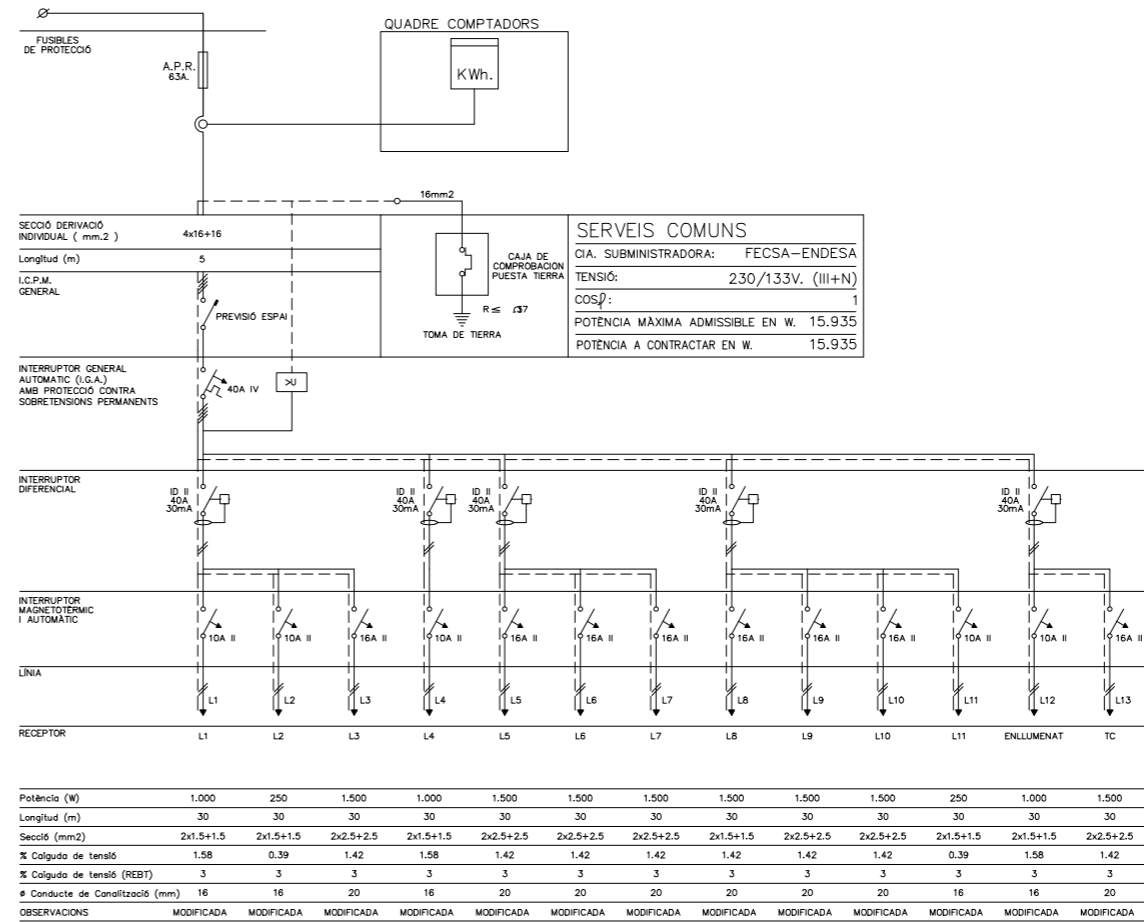 FUSIBLES
DE PROTECCIÓ
A.P.R.
63A.
QUADRE COMPTADORS
KWh.
16mm2
SECCIÓ DERIVACIÓ
INDIVIDUAL ( mm.2 ) 4x16+16
Longitud (m) 5
I.C.P.M.
GENERAL
PREVISIÓ ESPAI
CAJA DE
COMPROBACION
PUESTA TIERRA
R≤ 37
TOMA DE TIERRA
SERVEIS COMUNS
CIA. SUBMINISTRADORA: FECSA-ENDESA
TENSIÓ: 230/133V. (III+N)
COSϕ: 1
POTÈNCIA MÀXIMA ADMISSIBLE EN W. 15.935
POTÈNCIA A CONTRACTAR EN W. 15.935
INTERRUPTOR GENERAL
AUTOMATIC (I.G.A.)
AMB PROTECCIÓ CONTRA
SOBRETENSIONS PERMANENTS
40A IV
>U
INTERRUPTOR
DIFERENCIAL
ID II ID II ID II ID II ID II
40A 40A 40A 40A 40A
30mA 30mA 30mA 30mA 30mA
INTERRUPTOR
MAGNETOTÈRMIC
I AUTOMÀTIC
10A II 10A II 16A II 10A II 16A II 16A II 16A II 16A II 16A II 16A II 10A II 10A II 16A II
LÍNIA
L1 L2 L3 L4 L5 L6 L7 L8 L9 L10 L11 L12 L13
RECEPTOR L1 L2 L3 L4 L5 L6 L7 L8 L9 L10 L11 ENLLUMENAT TC
Potència (W) 1.000 250 1.500 1.000 1.500 1.500 1.500 1.500 1.500 1.500 250 1.000 1.500
Longitud (m) 30 30 30 30 30 30 30 30 30 30 30 30 30
Secció (mm2) 2x1.5+1.5 2x1.5+1.5 2x2.5+2.5 2x1.5+1.5 2x2.5+2.5 2x2.5+2.5 2x2.5+2.5 2x1.5+1.5 2x2.5+2.5 2x2.5+2.5 2x1.5+1.5 2x1.5+1.5 2x2.5+2.5
% Caiguda de tensió 1.58 0.39 1.42 1.58 1.42 1.42 1.42 1.42 1.42 1.42 0.39 1.58 1.42
% Caiguda de tensió (REBT) 3 3 3 3 3 3 3 3 3 3 3 3 3
ø Conducte de Canalització (mm) 16 16 20 16 20 20 20 20 20 20 16 16 20
OBSERVACIONS MODIFICADA MODIFICADA MODIFICADA MODIFICADA MODIFICADA MODIFICADA MODIFICADA MODIFICADA MODIFICADA MODIFICADA MODIFICADA MODIFICADA MODIFICADA